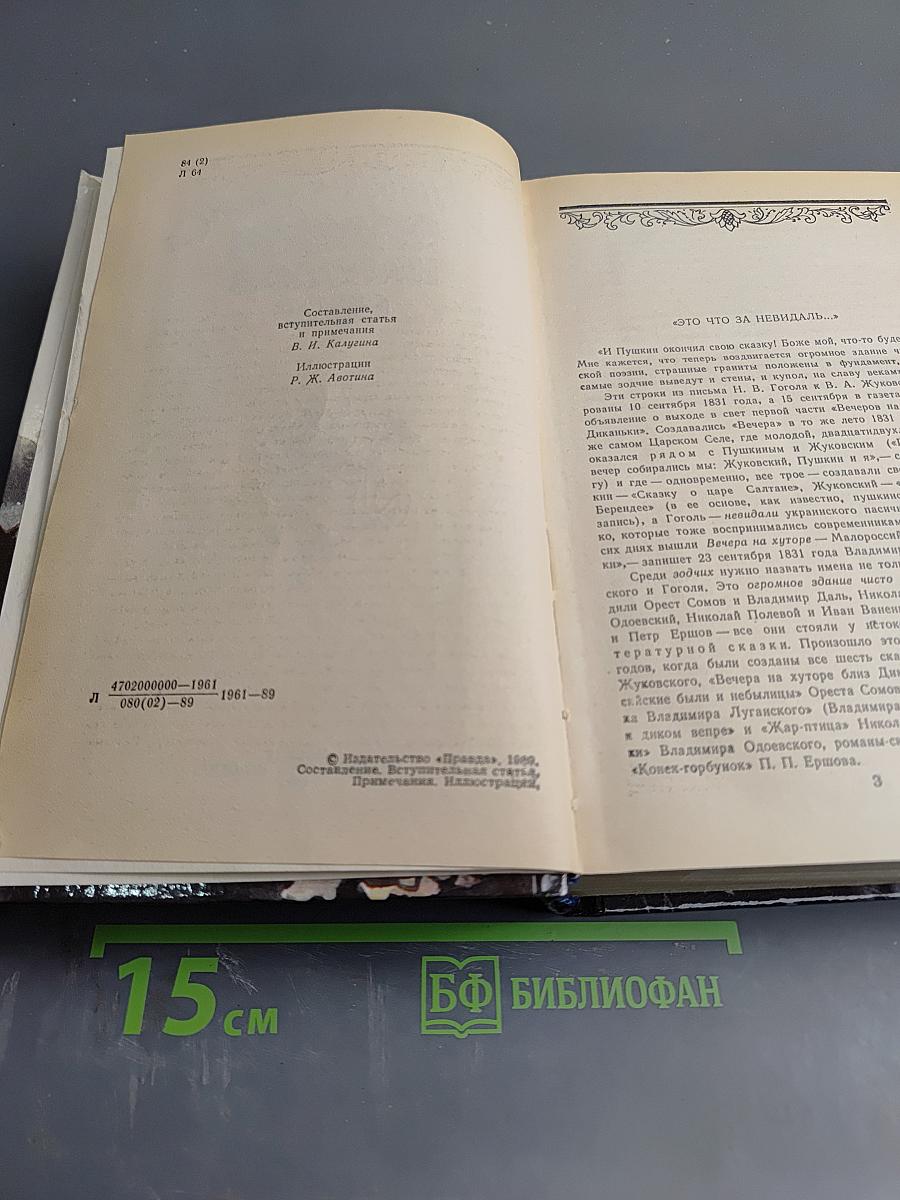 84 (2)
Л 64
Составление,
вступительная статья
и примечания
В. И. Калугина
Иллюстрации
Р. Ж. Авотина
Л 4702000000—1961
080(02)—89
1961—89
© Издательство «Правда», 1989.
Составление. Вступительная статья.
Примечания. Иллюстрации.
«ЭТО ЧТО ЗА НЕВИДАЛЬ...»
«И Пушкин окончил свою сказку! Боже мой, что-то буде
Мне кажется, что теперь воздвигается огромное здание ч
ской поэзии, страшные граниты положены в фундамент,
самые зодчие выведут и стены, и купол, на славу векам
Эти строки из письма Н. В. Гоголя к В. А. Жуковс
рованы 10 сентября 1831 года, а 15 сентября в газета
объявление о выходе в свет первой части «Вечеров на
Диканьки». Создавались «Вечера» в то же лето 1831
же самом Царском Селе, где молодой, двадцатидвух
оказался рядом с Пушкиным и Жуковским («
вечер собирались мы: Жуковский, Пушкин и я»,— с
гу) и где — одновременно, все трое — создавали сво
кин — «Сказку о царе Салтане», Жуковский — «
Берендее» (в ее основе, как известно, пушкинс
запись), а Гоголь — невидали украинского пасич
ко, которые тоже воспринимались современникам
сих днях вышли Вечера на хуторе — Малороссий
ки»,— запишет 23 сентября 1831 года Владимир
Среди зодчих нужно назвать имена не толь
ского и Гоголя. Это огромное здание чисто
дили Орест Сомов и Владимир Даль, Никола
Одоевский, Николай Полевой и Иван Ванен
и Петр Ершов — все они стояли у исток
тературной сказки. Произошло это
годов, когда были созданы все шесть ска
Жуковского, «Вечера на хуторе близ Дик
сийские были и небылицы» Ореста Сомов
ка Владимира Луганского» (Владимира
и диком вепре» и «Жар-птица» Никол
ки» Владимира Одоевского, романы-с
«Конек-горбунок» П. П. Ершова.
3
15 см
БФ БИБЛИОФАН